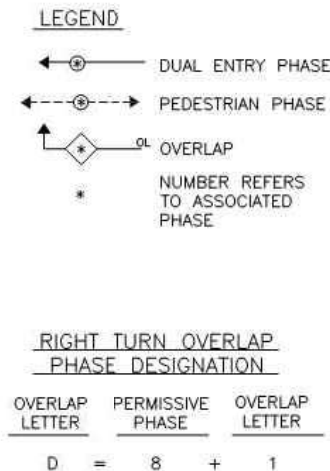 LEGEND
* DUAL ENTRY PHASE
* PEDESTRIAN PHASE
* OL OVERLAP
* NUMBER REFERS
TO ASSOCIATED
PHASE
RIGHT TURN OVERLAP
PHASE DESIGNATION
OVERLAP PERMISSIVE OVERLAP
LETTER PHASE LETTER
D = 8 + 1